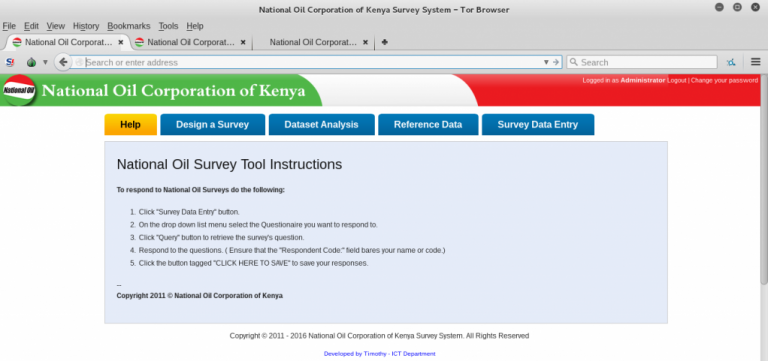 National Oil Corporation of Kenya Survey System – Tor Browser
File Edit View History Bookmarks Tools Help
National Oil Corporat... × National Oil Corporat... × National Oil Corporat... ×
Search or enter address Search
National Oil National Oil Corporation of Kenya
Logged in as Administrator Logout | Change your password
Help Design a Survey Dataset Analysis Reference Data Survey Data Entry
National Oil Survey Tool Instructions
To respond to National Oil Surveys do the following:
1. Click "Survey Data Entry" button.
2. On the drop down list menu select the Questionaire you want to respond to.
3. Click "Query" button to retrieve the survey's question.
4. Respond to the questions. ( Ensure that the "Respondent Code:" field bares your name or code.)
5. Click the button tagged "CLICK HERE TO SAVE" to save your responses.
--
Copyright 2011 © National Oil Corporation of Kenya
Copyright © 2011 - 2016 National Oil Corporation of Kenya Survey System. All Rights Reserved
Developed by Timothy - ICT Department